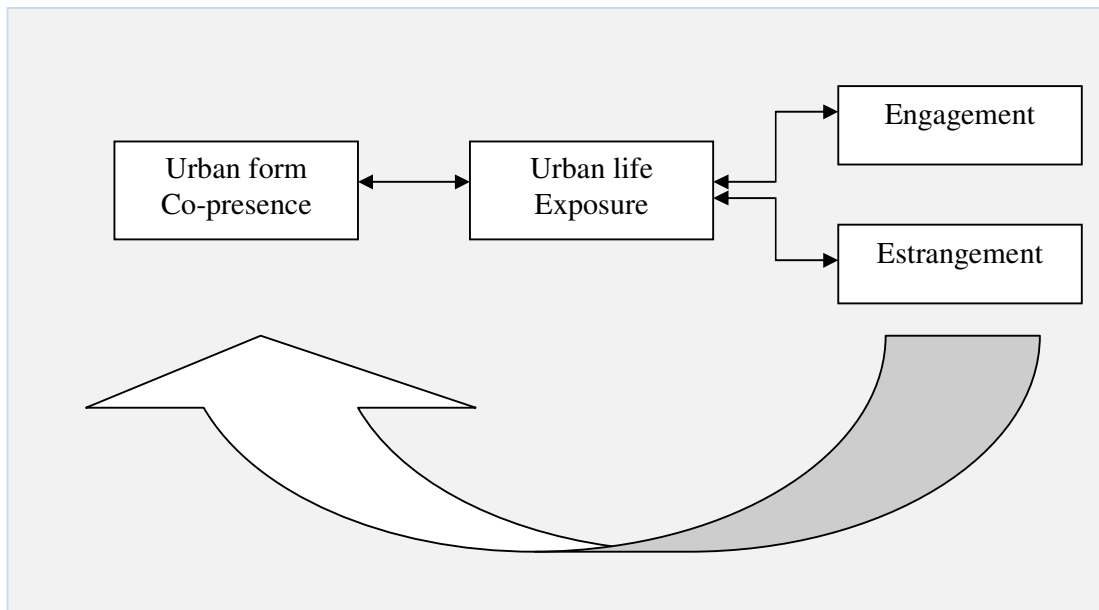 Urban form
Co-presence
Urban life
Exposure
Engagement
Estrangement